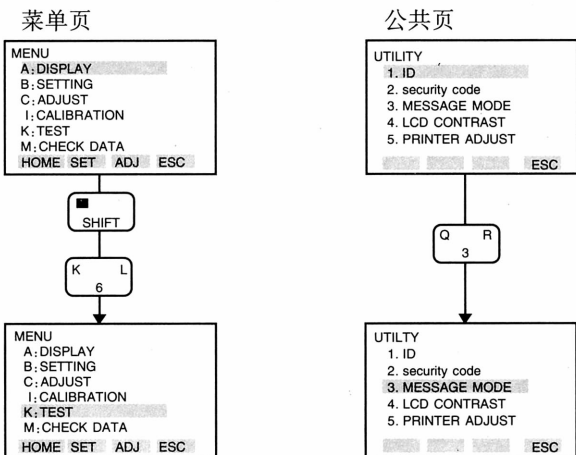 菜单页
MENU
A:DISPLAY
B:SETTING
C:ADJUST
I:CALIBRATION
K:TEST
M:CHECK DATA
HOME SET ADJ ESC
SHIFT
K L
6
MENU
A:DISPLAY
B:SETTING
C:ADJUST
I:CALIBRATION
K:TEST
M:CHECK DATA
HOME SET ADJ ESC
公共页
UTILITY
1. ID
2. security code
3. MESSAGE MODE
4. LCD CONTRAST
5. PRINTER ADJUST
ESC
Q R
3
UTILTY
1. ID
2. security code
3. MESSAGE MODE
4. LCD CONTRAST
5. PRINTER ADJUST
ESC